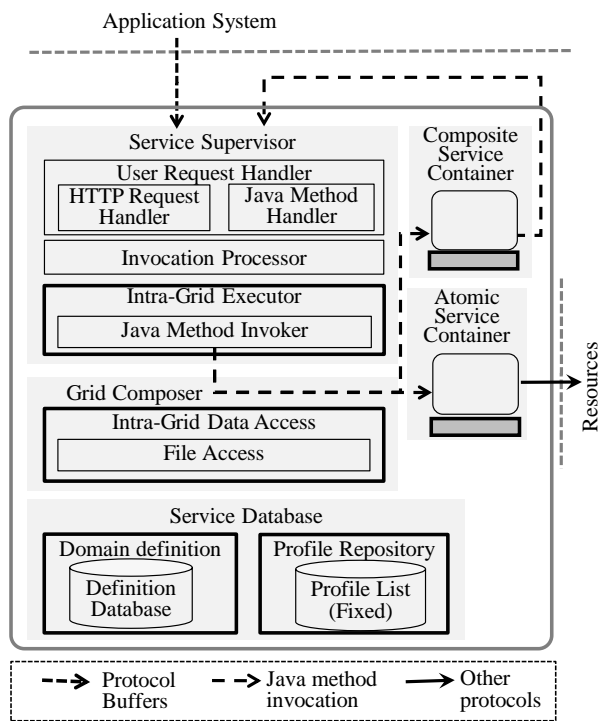 Application System
Service Supervisor
User Request Handler
HTTP Request
Handler
Java Method
Handler
Invocation Processor
Intra-Grid Executor
Java Method Invoker
Composite
Service
Container
Atomic
Service
Container
Resources
Grid Composer
Intra-Grid Data Access
File Access
Service Database
Domain definition
Definition
Database
Profile Repository
Profile List
(Fixed)
Protocol
Buffers
Java method
invocation
Other
protocols